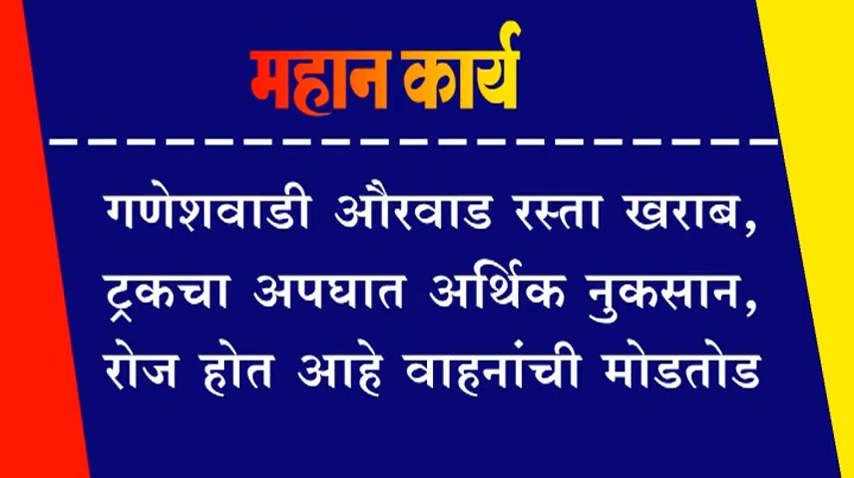 महान कार्य
गणेशवाडी औरवाड रस्ता खराब,
ट्रकचा अपघात अर्थिक नुकसान,
रोज होत आहे वाहनांची मोडतोड